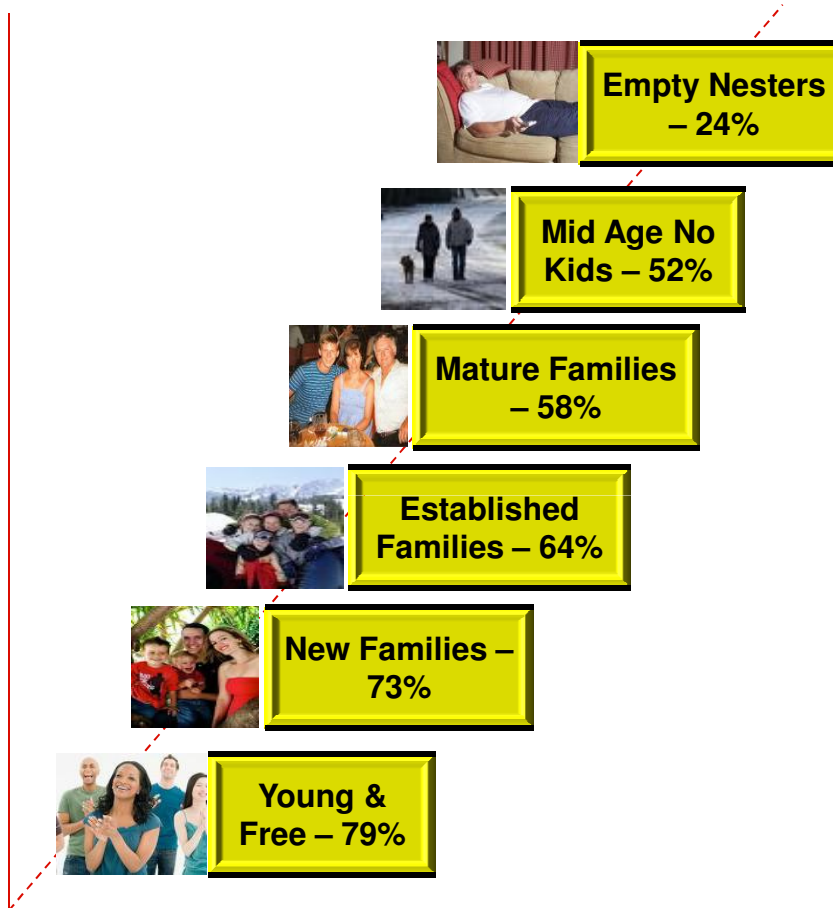 Empty Nesters
– 24%
Mid Age No
Kids – 52%
Mature Families
– 58%
Established
Families – 64%
New Families –
73%
Young &
Free – 79%